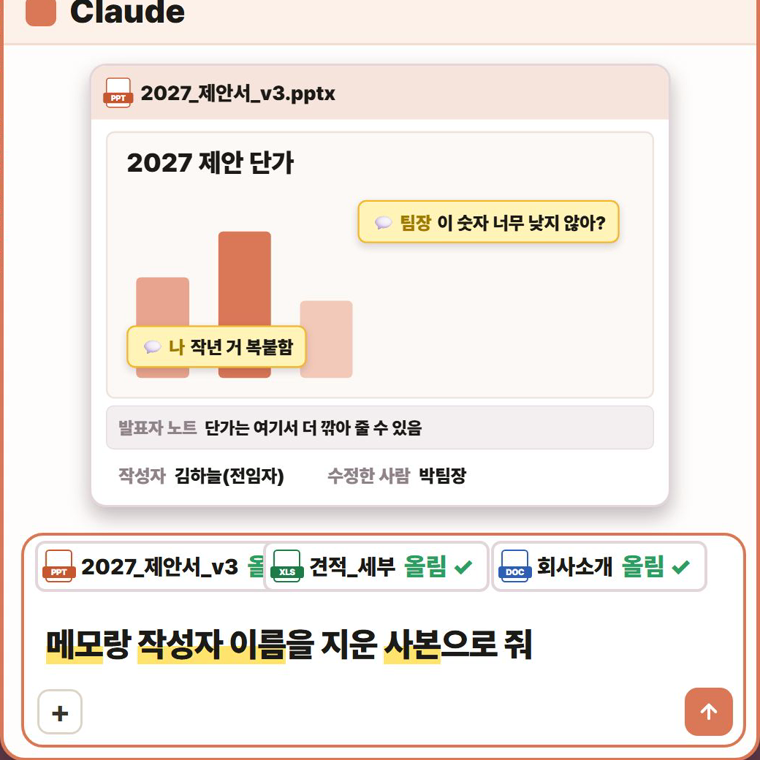 Claude
PPT 2027_제안서_v3.pptx
2027 제안 단가
팀장 이 숫자 너무 낮지 않아?
나 작년 거 복붙함
발표자 노트 단가는 여기서 더 깎아 줄 수 있음
작성자 김하늘(전임자) 수정한 사람 박팀장
PPT 2027_제안서_v3 올 XLS 견적_세부 올림 ✓ DOC 회사소개 올림 ✓
메모랑 작성자 이름을 지운 사본으로 줘
+